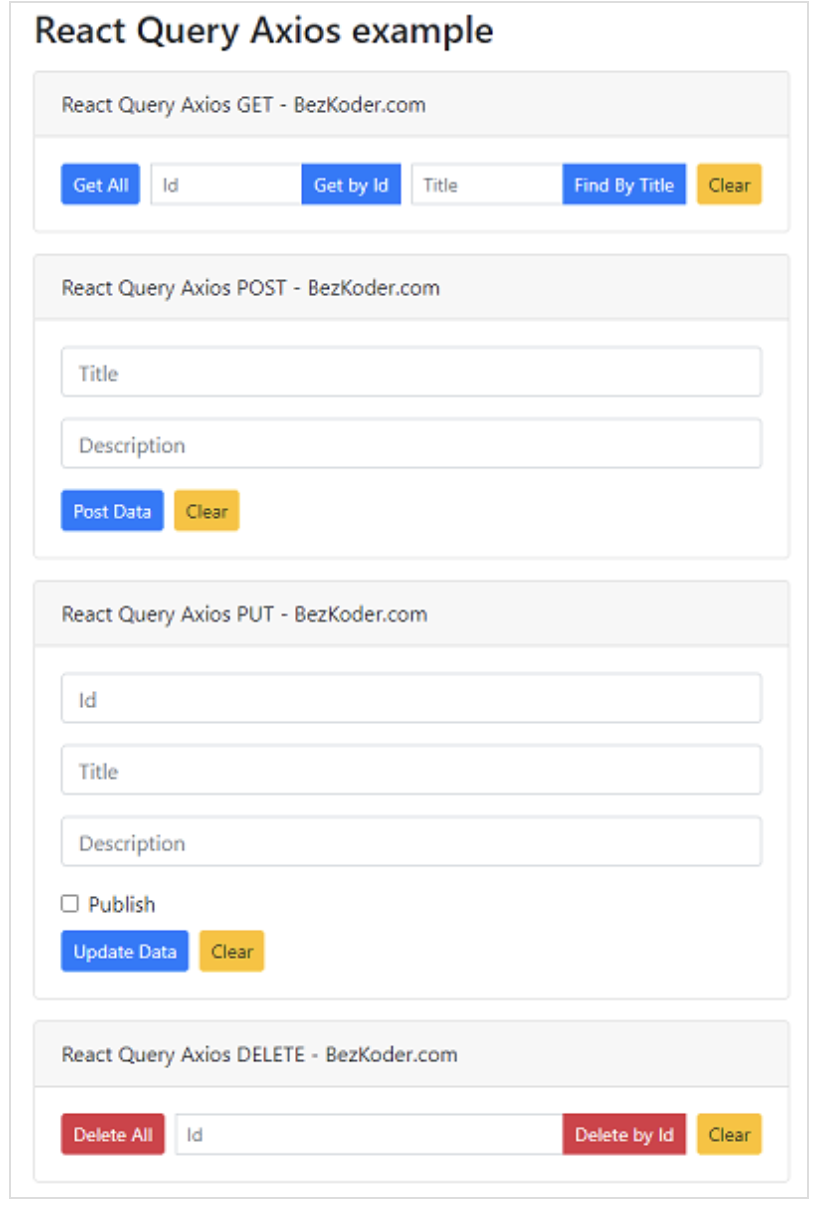 React Query Axios example
React Query Axios GET - BezKoder.com
Get All Id Get by Id Title Find By Title Clear
React Query Axios POST - BezKoder.com
Title
Description
Post Data Clear
React Query Axios PUT - BezKoder.com
Id
Title
Description
Publish
Update Data Clear
React Query Axios DELETE - BezKoder.com
Delete All Id Delete by Id Clear